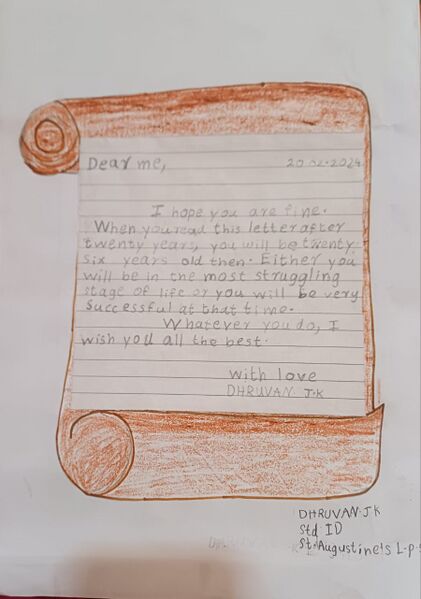 Dear me,
20-02-2024
I hope you are fine.
When you read this letter after
twenty years, you will be twenty
six years old then. Either you
will be in the most struggling
stage of life or you will be very
successful at that time.
Whatever you do, I
wish you all the best.
With love
DHRUVAN J.K
DHRUVAN.J K
Std ID
St.Augustine's L.p.s